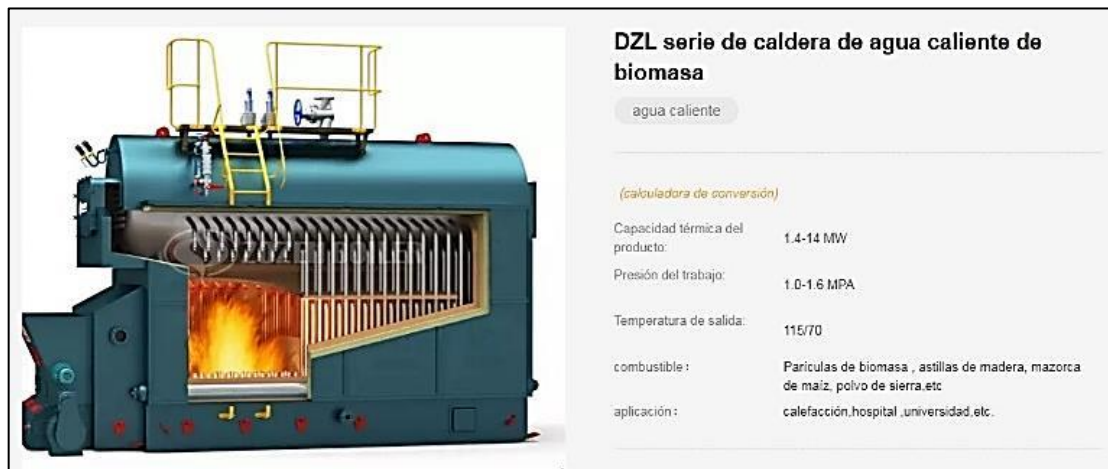 DZL serie de caldera de agua caliente de
biomasa
agua caliente
(calculadora de conversión)
Capacidad térmica del
producto:
1.4-14 MW
Presión del trabajo:
1.0-1.6 MPA
Temperatura de salida:
115/70
combustible :
Parículas de biomasa , astillas de madera, mazorca
de maíz, polvo de sierra,etc
aplicación :
calefacción,hospital ,universidad,etc.
BOILER